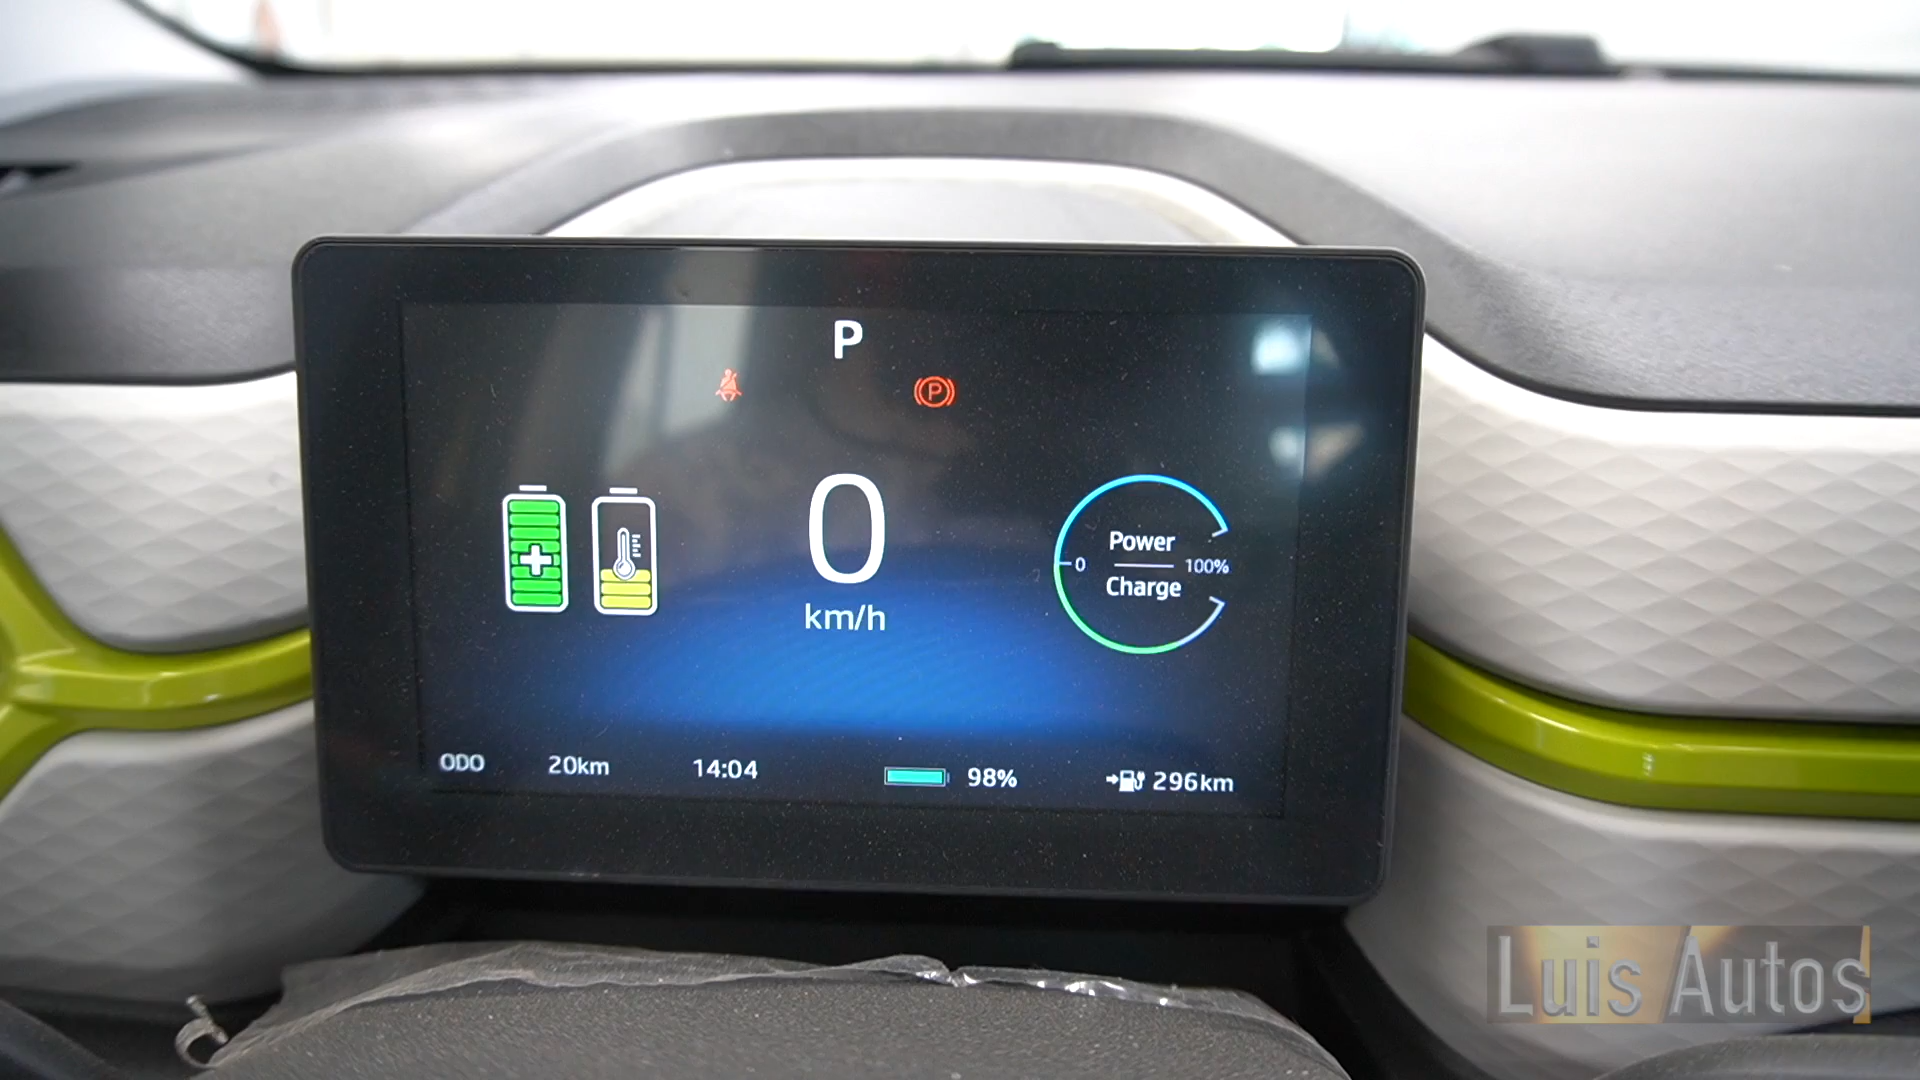 P
P
0
km/h
Power
0
100%
Charge
ODO 20km 14:04 98% 296km
Luis Autos